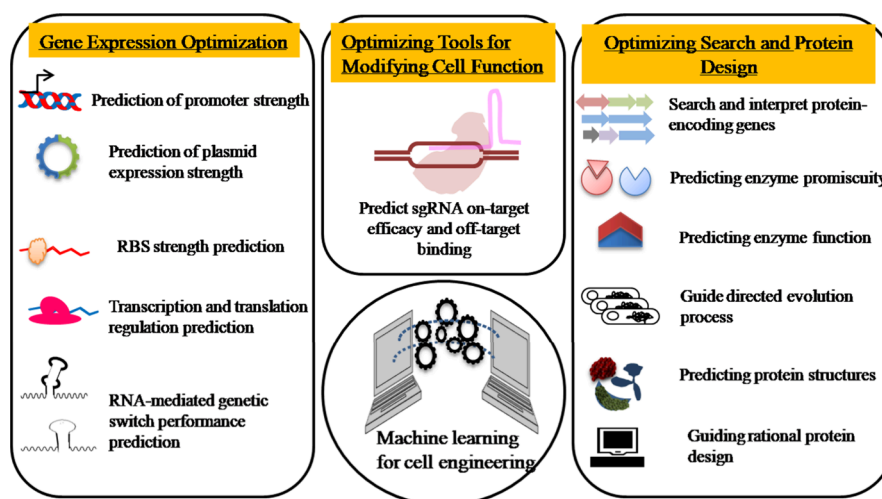 Gene Expression Optimization
Prediction of promoter strength
Prediction of plasmid
expression strength
RBS strength prediction
Transcription and translation
regulation prediction
RNA-mediated genetic
switch performance
prediction
Optimizing Tools for
Modifying Cell Function
Predict sgRNA on-target
efficacy and off-target
binding
Machine learning
for cell engineering
Optimizing Search and Protein
Design
Search and interpret protein-
encoding genes
Predicting enzyme promiscuity
Predicting enzyme function
Guide directed evolution
process
Predicting protein structures
Guiding rational protein
design